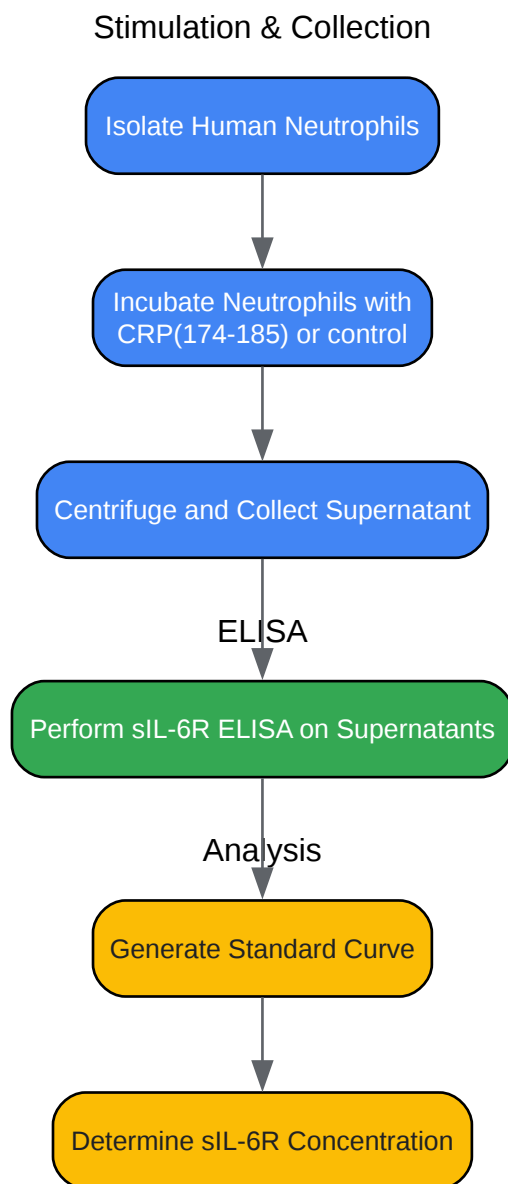 Stimulation & Collection
Isolate Human Neutrophils
Incubate Neutrophils with
CRP(174-185) or control
Centrifuge and Collect Supernatant
ELISA
Perform sIL-6R ELISA on Supernatants
Analysis
Generate Standard Curve
Determine sIL-6R Concentration